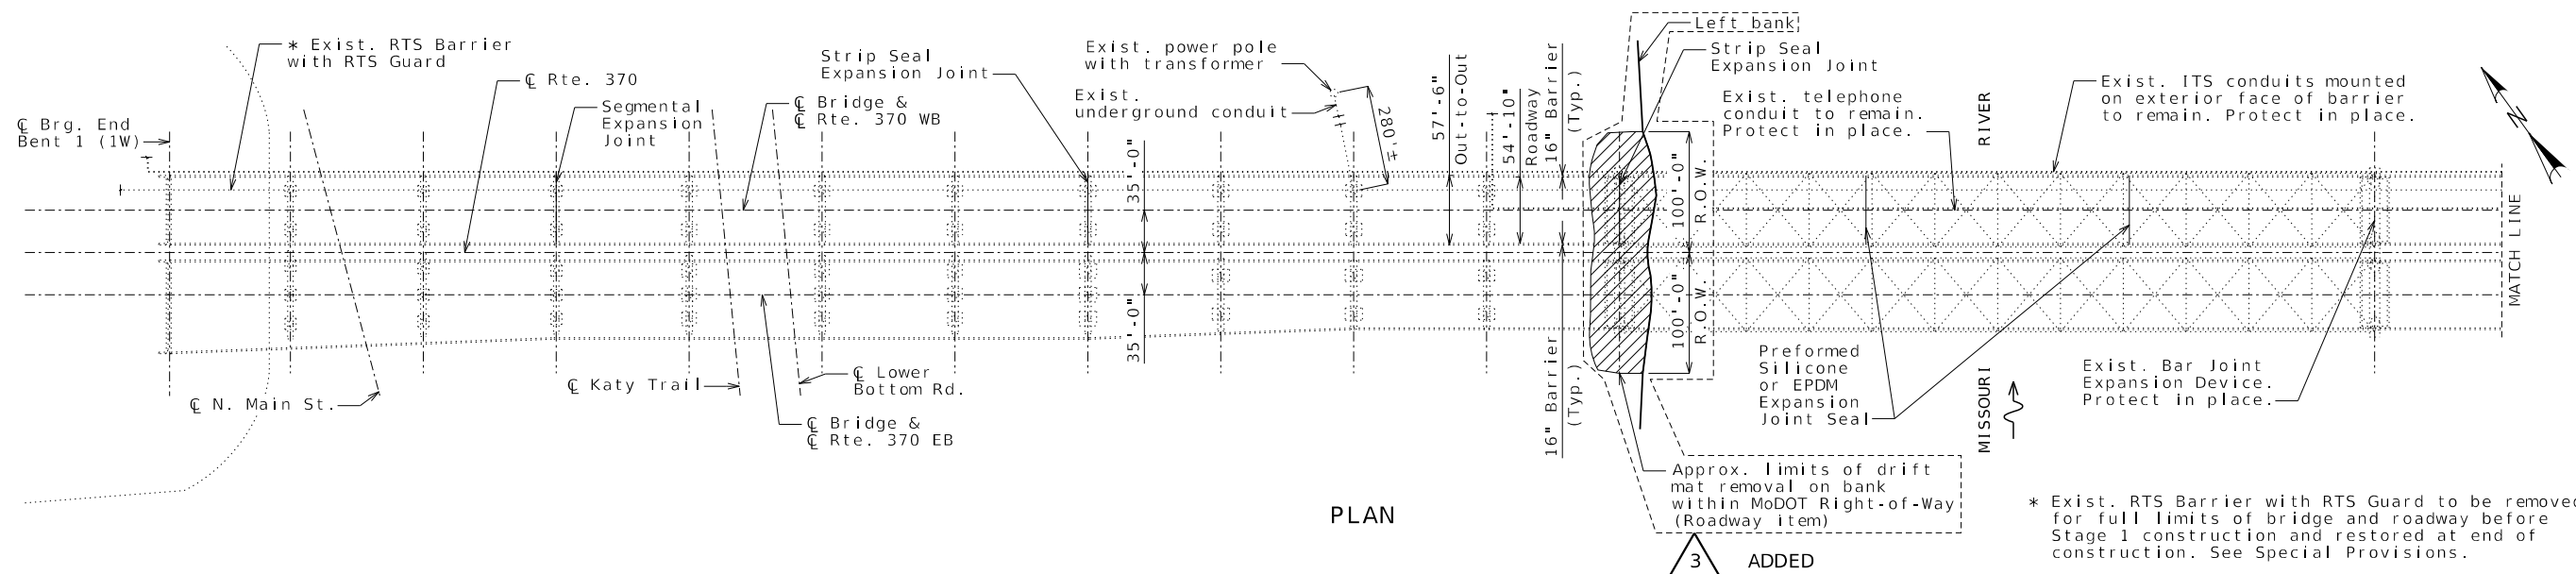 * Exist. RTS Barrier
with RTS Guard
℄ Rte. 370
℄ Brg. End
Bent 1 (1W)
Segmental
Expansion
Joint
Strip Seal
Expansion Joint
℄ Bridge &
℄ Rte. 370 WB
Exist. power pole
with transformer
Exist.
underground conduit
280'±
35'-0"
35'-0"
57'-6"
Out-to-Out
54'-10"
Roadway
16" Barrier
(Typ.)
16" Barrier
(Typ.)
Left bank
Strip Seal
Expansion Joint
Exist. telephone
conduit to remain.
Protect in place.
100'-0"
R.O.W.
100'-0"
R.O.W.
RIVER
MISSOURI
Exist. ITS conduits mounted
on exterior face of barrier
to remain. Protect in place.
N
MATCH LINE
℄ N. Main St.
℄ Katy Trail
℄ Lower
Bottom Rd.
℄ Bridge &
℄ Rte. 370 EB
Preformed
Silicone
or EPDM
Expansion
Joint Seal
Exist. Bar Joint
Expansion Device.
Protect in place.
Approx. limits of drift
mat removal on bank
within MoDOT Right-of-Way
(Roadway item)
PLAN
3 ADDED
* Exist. RTS Barrier with RTS Guard to be removed
for full limits of bridge and roadway before
Stage 1 construction and restored at end of
construction. See Special Provisions.